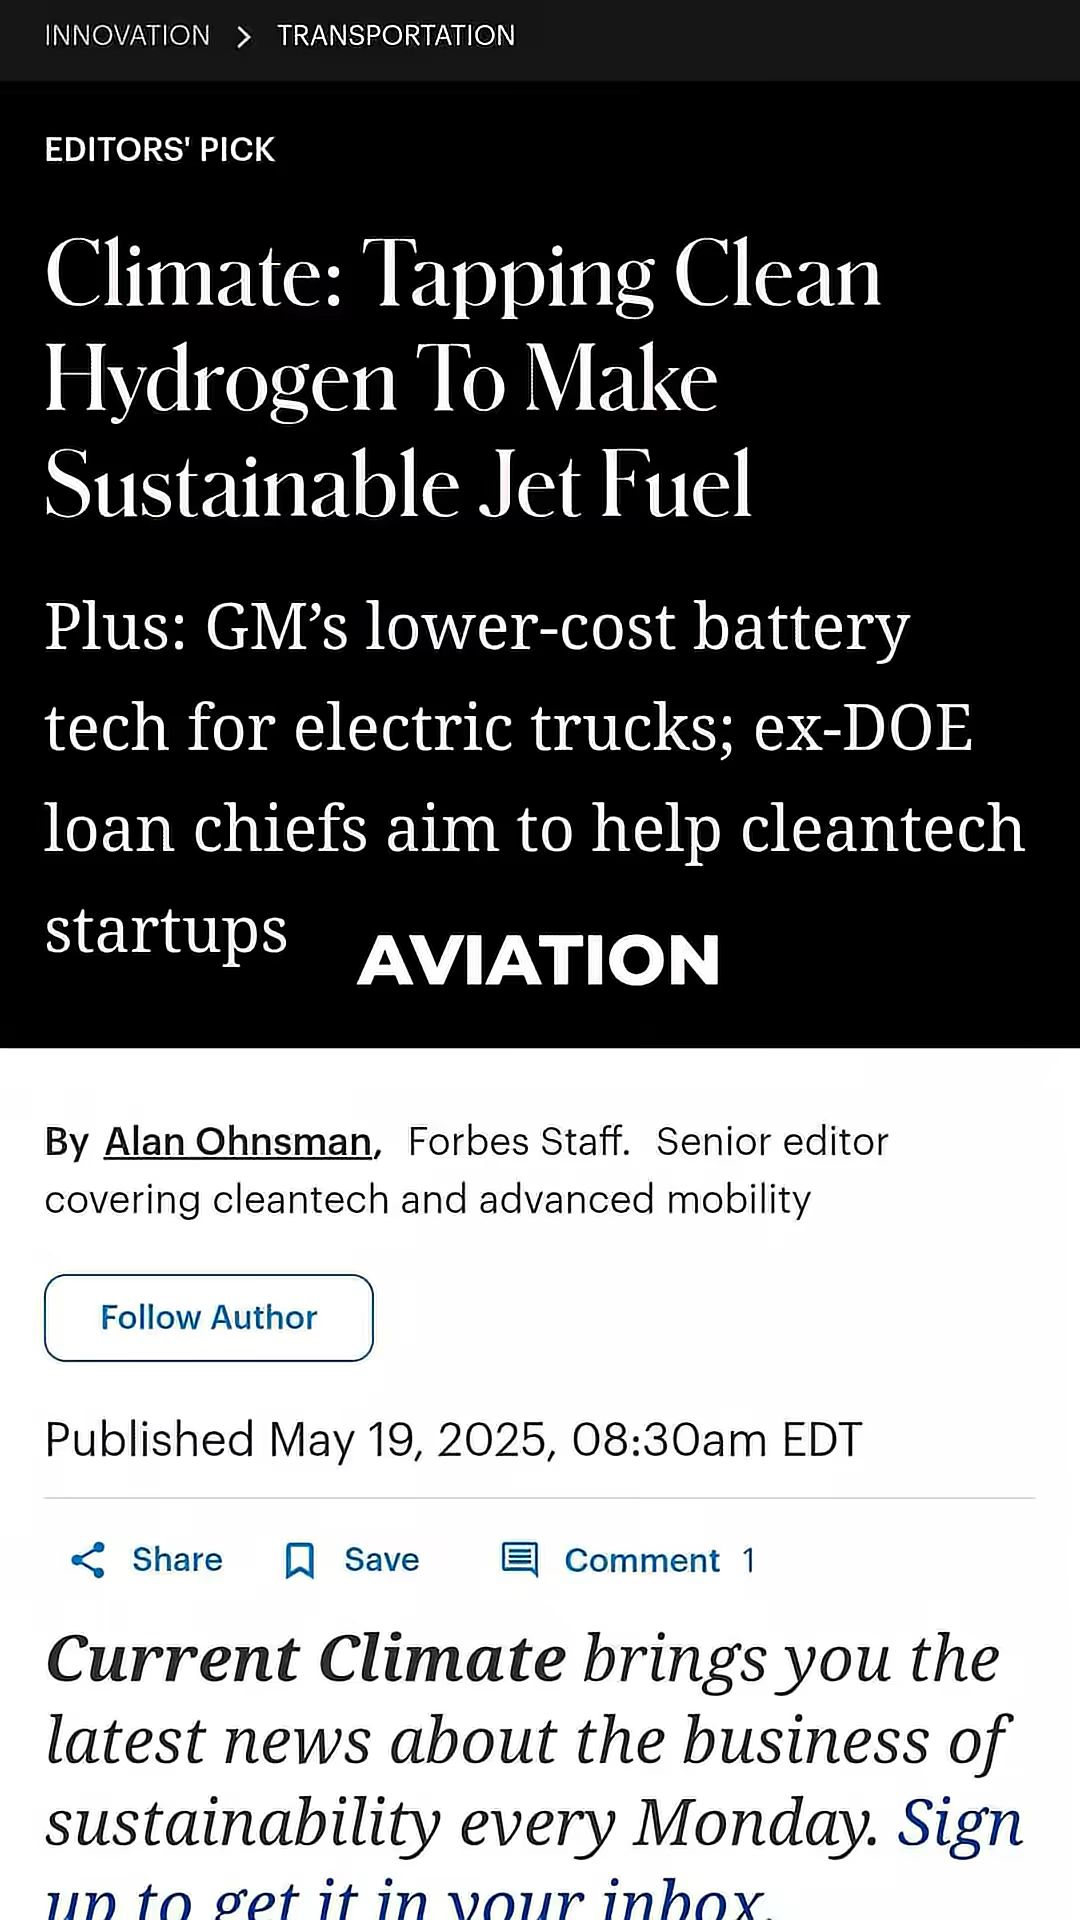 INNOVATION > TRANSPORTATION
EDITORS' PICK
Climate: Tapping Clean
Hydrogen To Make
Sustainable Jet Fuel
Plus: GM’s lower-cost battery
tech for electric trucks; ex-DOE
loan chiefs aim to help cleantech
startups
AVIATION
By Alan Ohnsman, Forbes Staff. Senior editor
covering cleantech and advanced mobility
Follow Author
Published May 19, 2025, 08:30am EDT
Share Save Comment 1
Current Climate brings you the
latest news about the business of
sustainability every Monday. Sign
up to get it in your inbox.